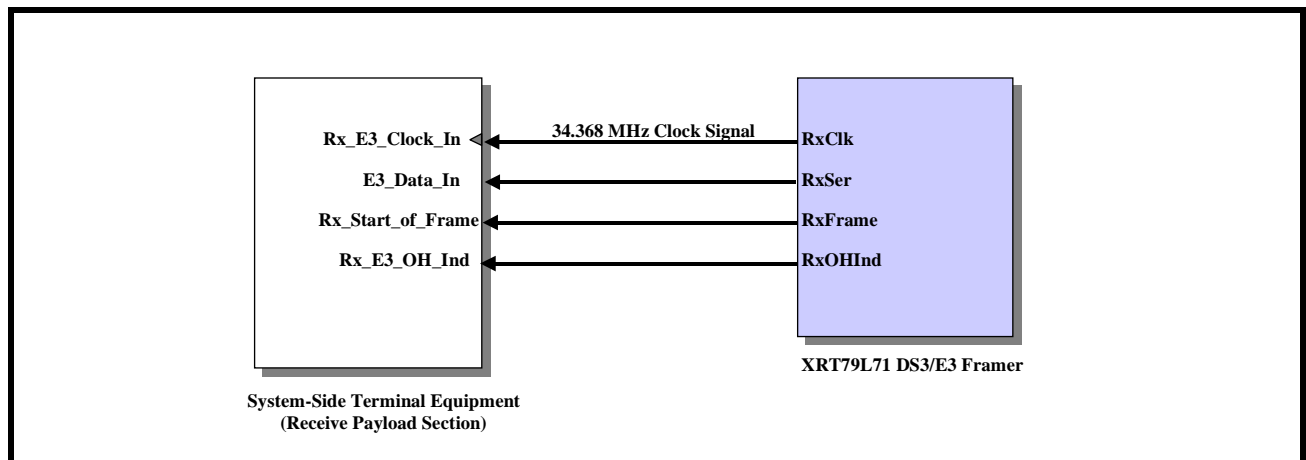 Rx_E3_Clock_In
34.368 MHz Clock Signal
RxClk
E3_Data_In
RxSer
Rx_Start_of_Frame
RxFrame
Rx_E3_OH_Ind
RxOHInd
XRT79L71 DS3/E3 Framer
System-Side Terminal Equipment
(Receive Payload Section)